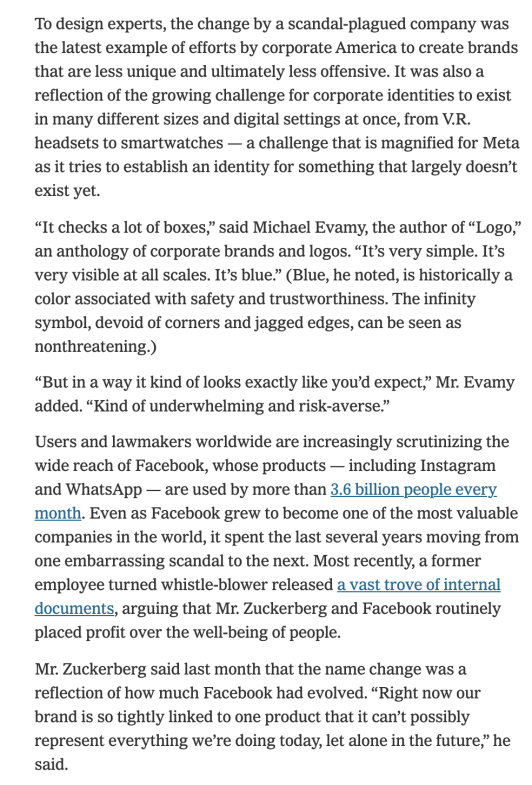 To design experts, the change by a scandal-plagued company was
the latest example of efforts by corporate America to create brands
that are less unique and ultimately less offensive. It was also a
reflection of the growing challenge for corporate identities to exist
in many different sizes and digital settings at once, from V.R.
headsets to smartwatches — a challenge that is magnified for Meta
as it tries to establish an identity for something that largely doesn’t
exist yet.
“It checks a lot of boxes,” said Michael Evamy, the author of “Logo,”
an anthology of corporate brands and logos. “It’s very simple. It’s
very visible at all scales. It’s blue.” (Blue, he noted, is historically a
color associated with safety and trustworthiness. The infinity
symbol, devoid of corners and jagged edges, can be seen as
nonthreatening.)
“But in a way it kind of looks exactly like you’d expect,” Mr. Evamy
added. “Kind of underwhelming and risk-averse.”
Users and lawmakers worldwide are increasingly scrutinizing the
wide reach of Facebook, whose products — including Instagram
and WhatsApp — are used by more than 3.6 billion people every
month. Even as Facebook grew to become one of the most valuable
companies in the world, it spent the last several years moving from
one embarrassing scandal to the next. Most recently, a former
employee turned whistle-blower released a vast trove of internal
documents, arguing that Mr. Zuckerberg and Facebook routinely
placed profit over the well-being of people.
Mr. Zuckerberg said last month that the name change was a
reflection of how much Facebook had evolved. “Right now our
brand is so tightly linked to one product that it can’t possibly
represent everything we’re doing today, let alone in the future,” he
said.